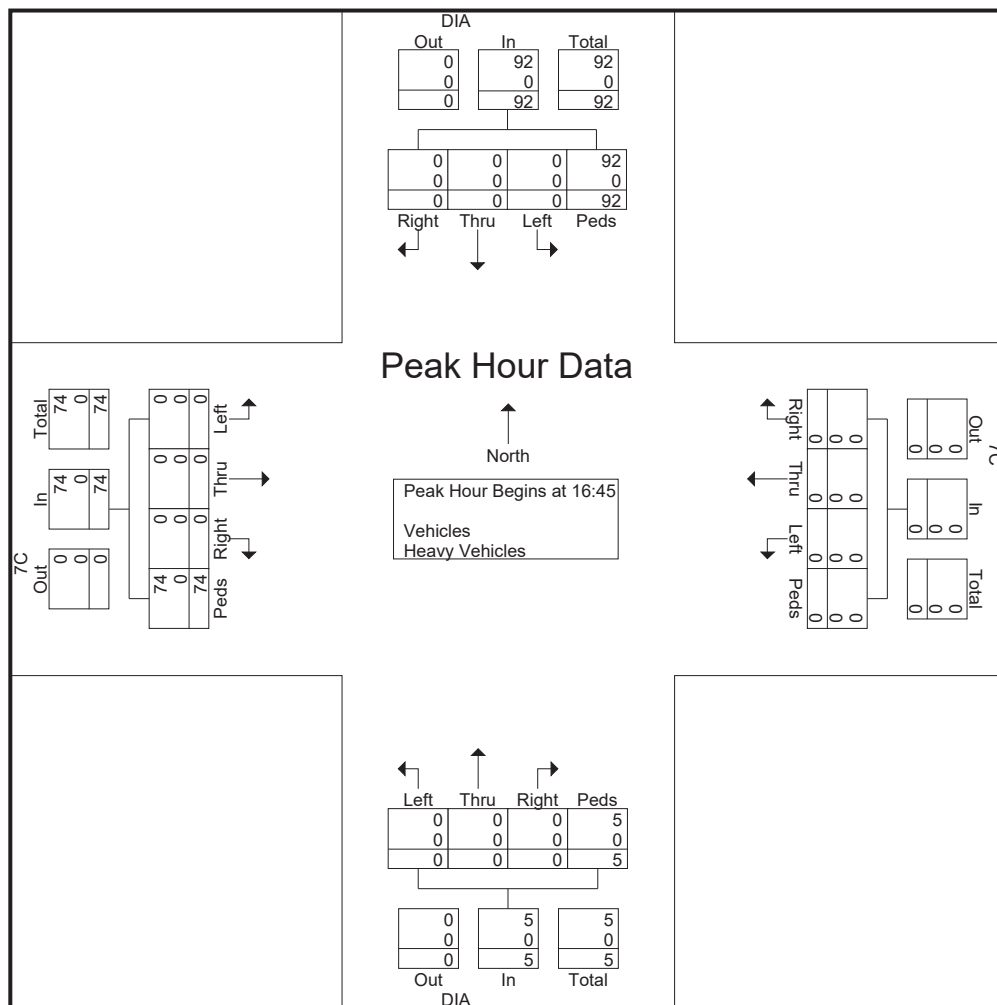 DIA
Out In Total
0 92 92
0 0 0
0 92 92
0 0 0 92
0 0 0 0
0 0 0 92
Right Thru Left Peds
Peak Hour Data
North
Peak Hour Begins at 16:45
Vehicles
Heavy Vehicles
7C
Out In Total
0 74 74
0 0 0
0 74 74
Peds Right Thru Left
74 0 0 0
0 0 0 0
74 0 0 0
7C
Out In Total
0 0 0
0 0 0
0 0 0
Right Thru Left Peds
0 0 0 0
0 0 0 0
0 0 0 0
Left Thru Right Peds
0 0 0 5
0 0 0 0
0 0 0 5
0 5 5
0 0 0
0 5 5
Out In Total
DIA